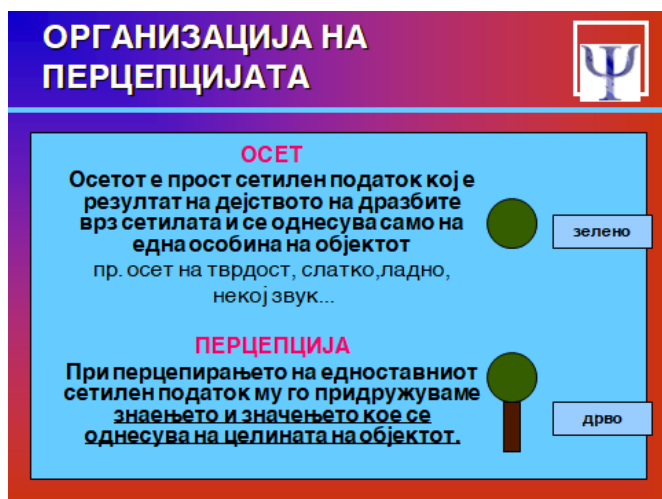 ОРГАНИЗАЦИЈА НА
ПЕРЦЕПЦИЈАТА
ОСЕТ
Осетот е прост сетилен податок кој е
резултат на дејството на дразбите
врз сетилата и се однесува само на
една особина на објектот
пр. осет на тврдост, слатко,ладно,
некој звук...
зелено
ПЕРЦЕПЦИЈА
При перцепирањето на едноставниот
сетилен податок му го придружуваме
знаењето и значењето кое се
однесува на целината на објектот.
дрво